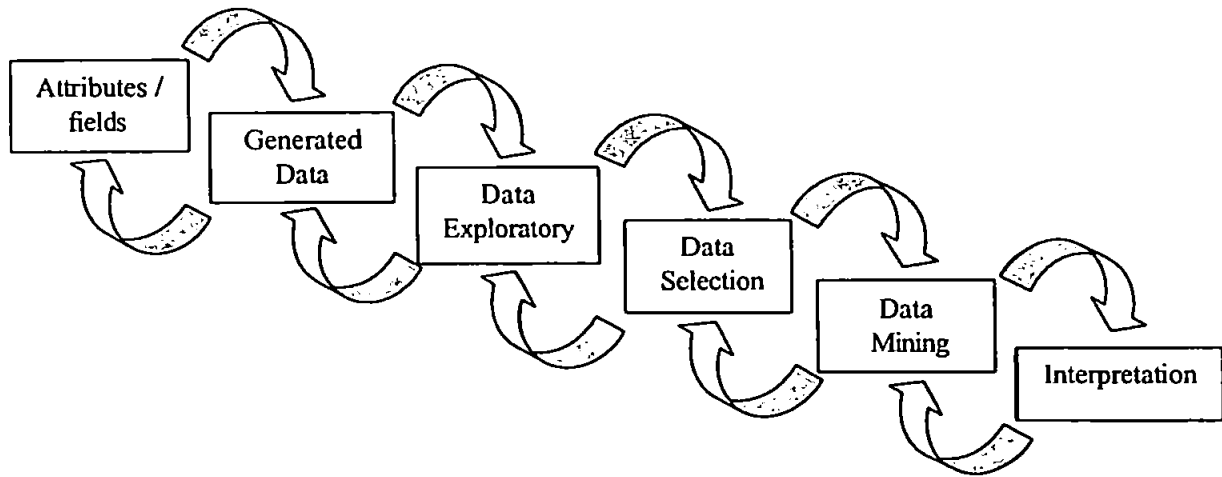 Attributes /
fields
Generated
Data
Data
Exploratory
Data
Selection
Data
Mining
Interpretation